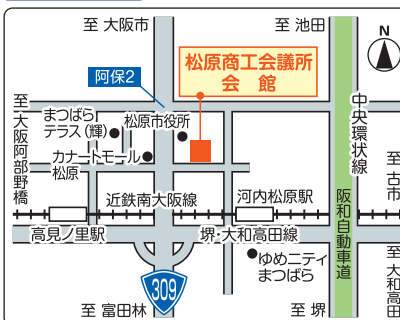 至 大阪市
至 池田
N
松原商工会議所
会 館
阿保2
至大阪阿部野橋
まつばら
テラス(輝)
松原市役所
中央環状線
カナートモール
松原
至 古市
近鉄南大阪線
河内松原駅
阪和自動車道
高見ノ里駅
堺・大和高田線
ゆめニティ
まつばら
至 大和高田
309
至 富田林
至 堺